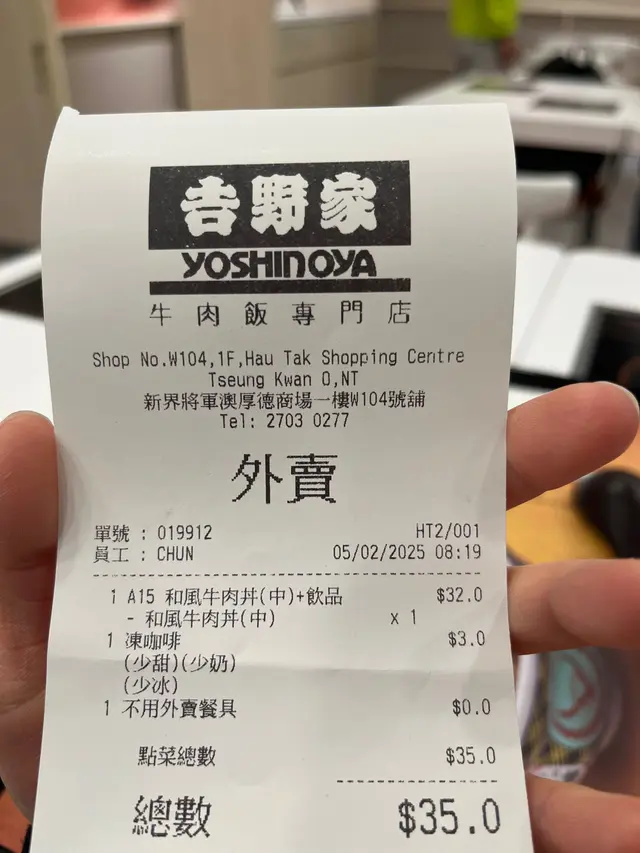 吉野家
YOSHINOYA
牛肉飯專門店
Shop No.W104,1F,Hau Tak Shopping Centre
Tseung Kwan O,NT
新界將軍澳厚德商場一樓W104號舖
Tel: 2703 0277
外賣
單號 : 019912 HT2/001
員工 : CHUN 05/02/2025 08:19
1 A15 和風牛肉丼(中)+飲品 $32.0
- 和風牛肉丼(中) x 1
1 凍咖啡 $3.0
(少甜)(少奶)
(少冰)
1 不用外賣餐具 $0.0
點菜總數 $35.0
總數 $35.0